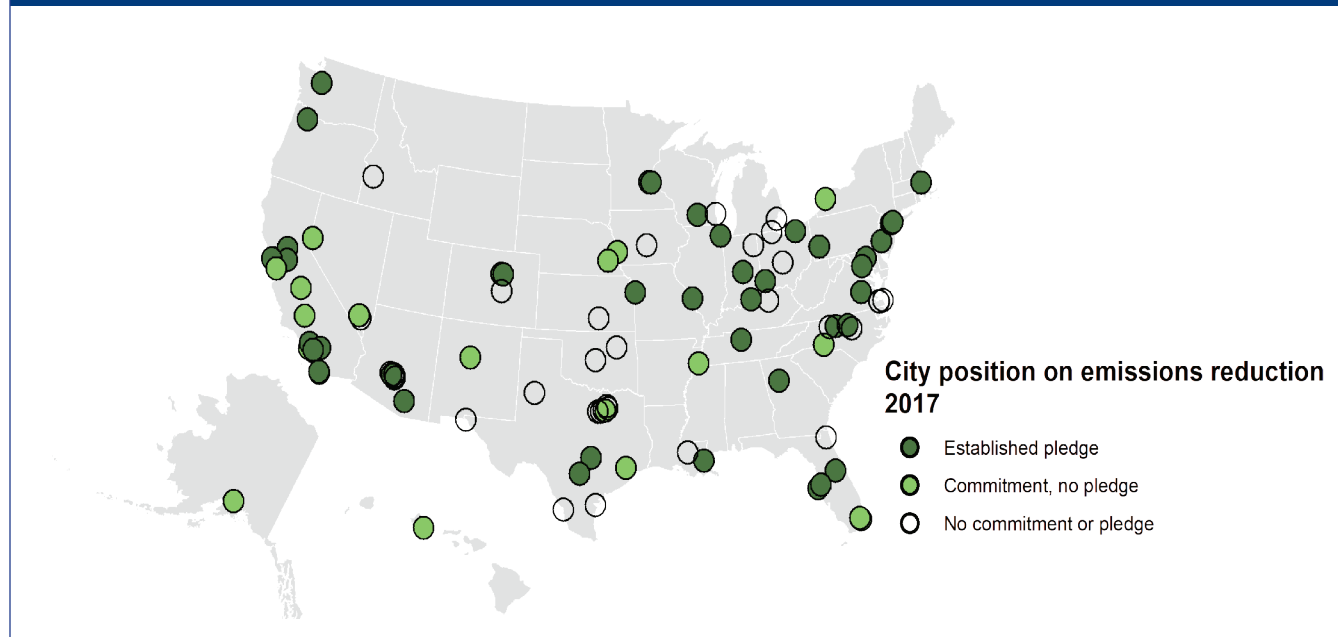 City position on emissions reduction
2017
Established pledge
Commitment, no pledge
No commitment or pledge